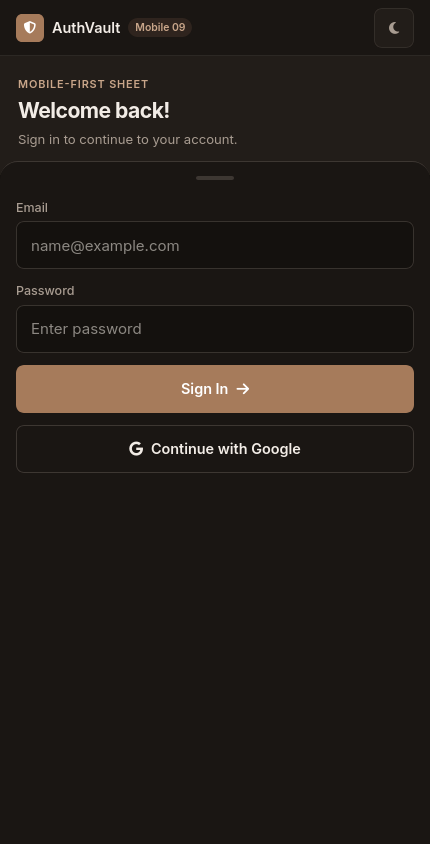 AuthVault Mobile 09
MOBILE-FIRST SHEET
Welcome back!
Sign in to continue to your account.
Email
name@example.com
Password
Enter password
Sign In
Continue with Google